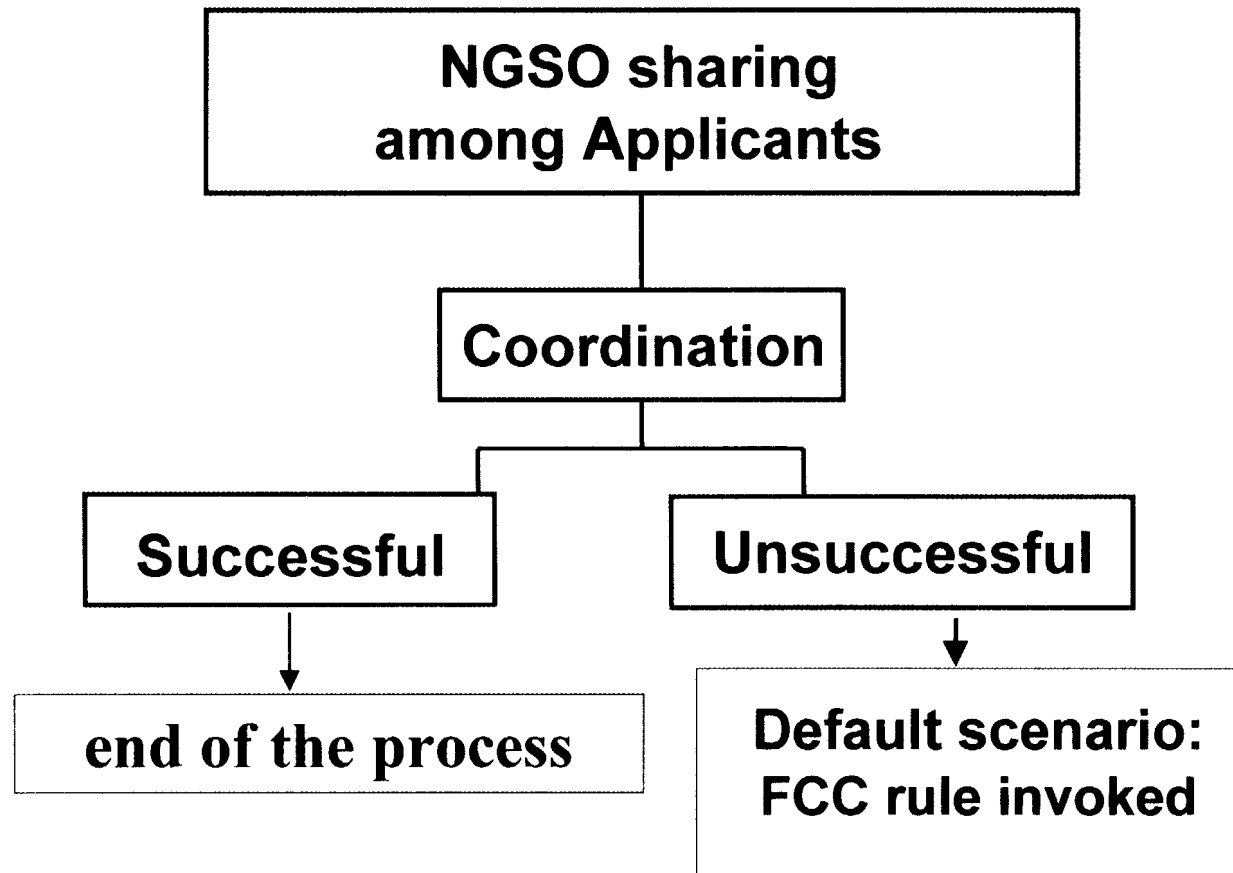 NGSO sharing
among Applicants
Coordination
Successful
Unsuccessful
end of the process
Default scenario:
FCC rule invoked